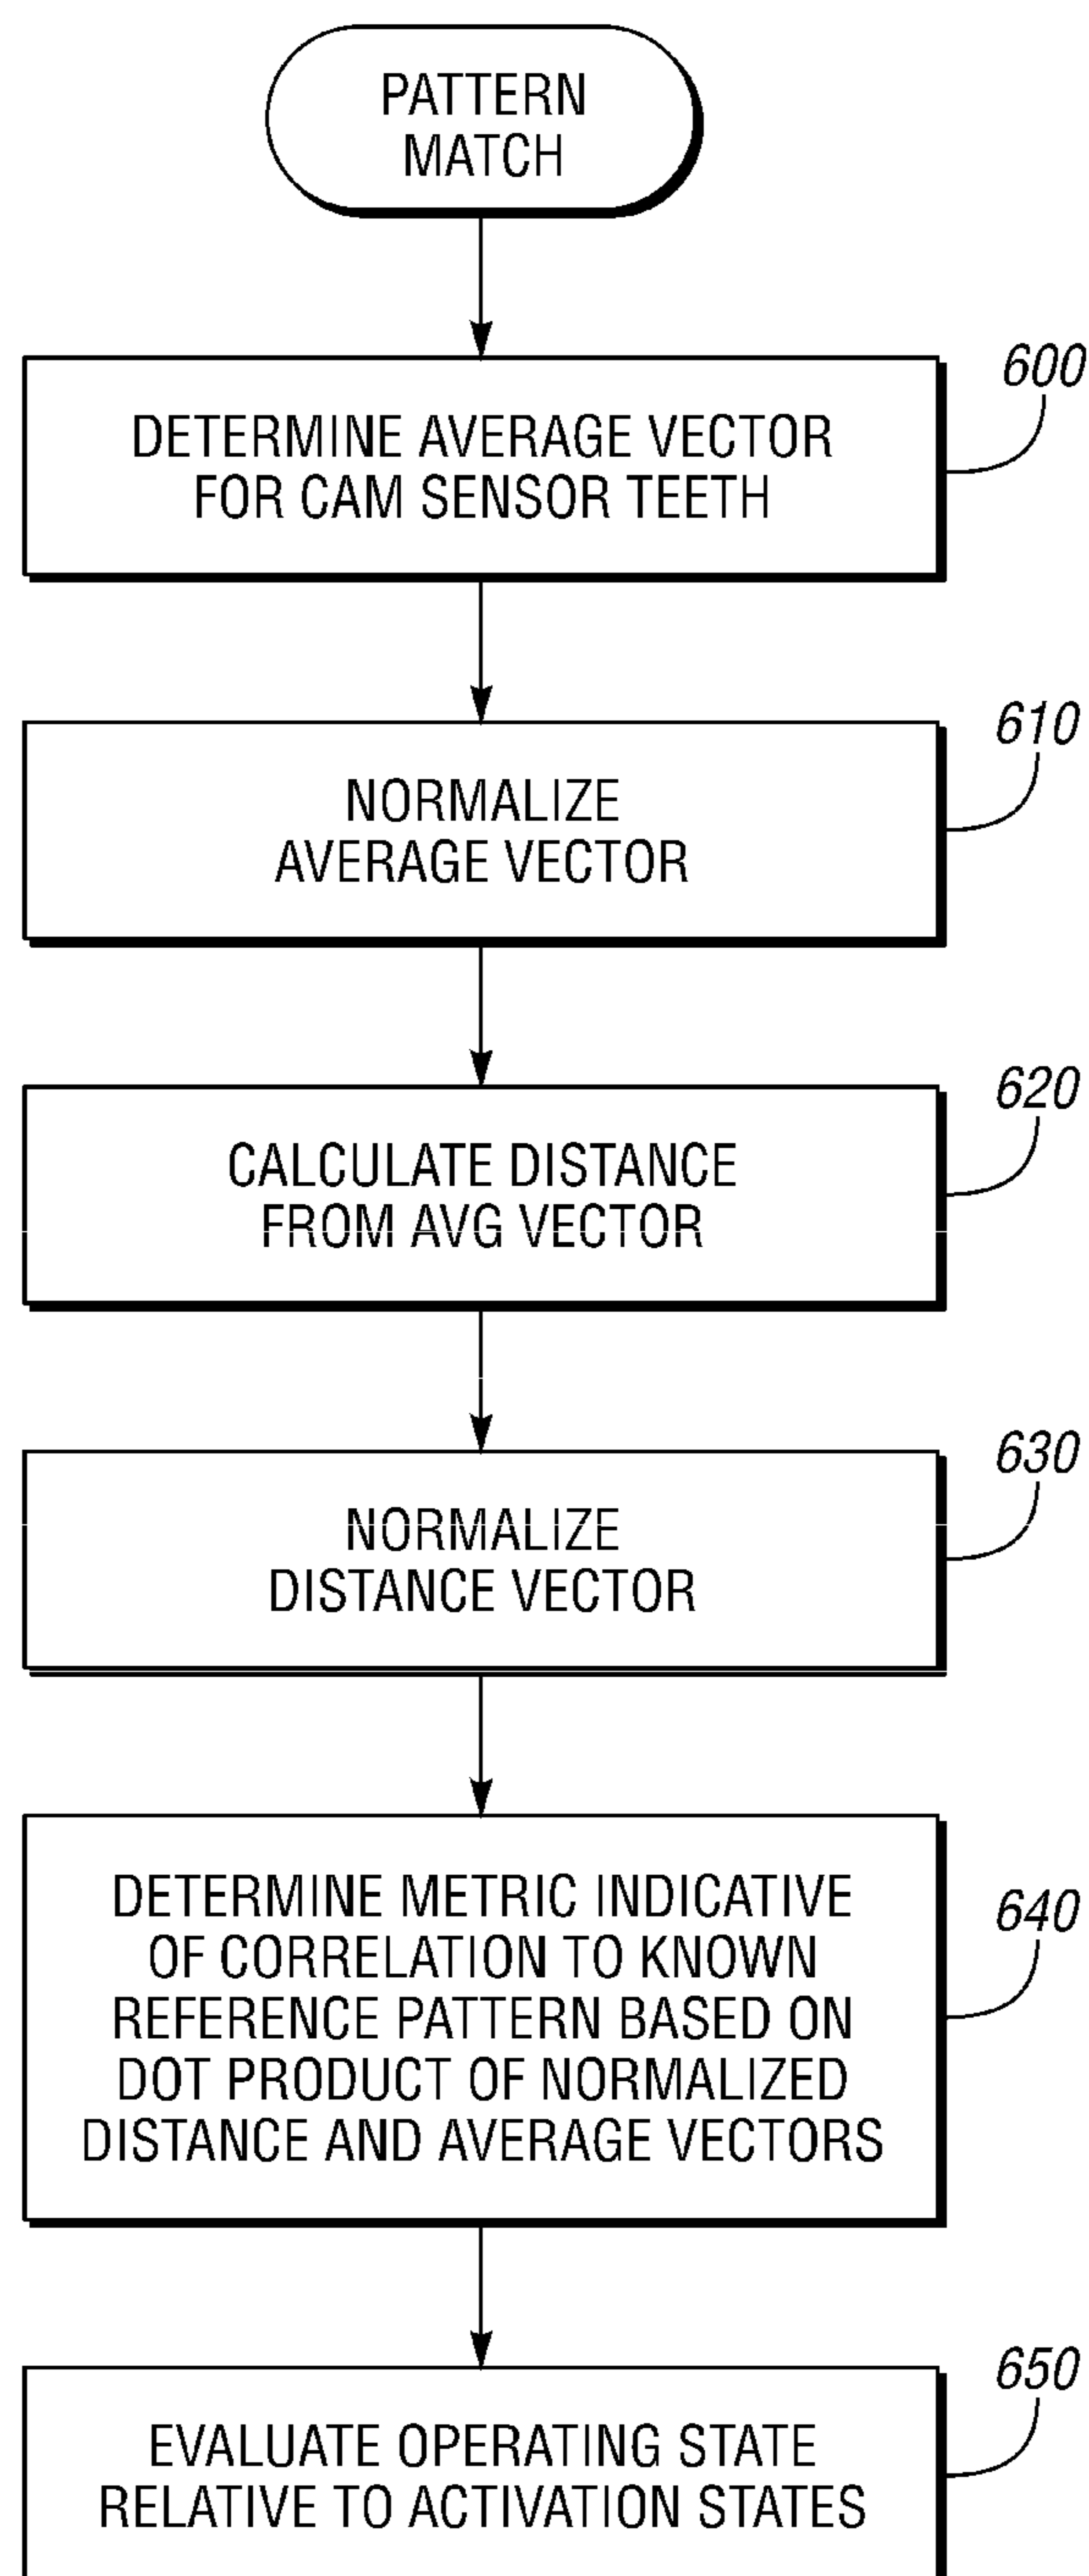 PATTERN
MATCH
600
DETERMINE AVERAGE VECTOR
FOR CAM SENSOR TEETH
610
NORMALIZE
AVERAGE VECTOR
620
CALCULATE DISTANCE
FROM AVG VECTOR
630
NORMALIZE
DISTANCE VECTOR
640
DETERMINE METRIC INDICATIVE
OF CORRELATION TO KNOWN
REFERENCE PATTERN BASED ON
DOT PRODUCT OF NORMALIZED
DISTANCE AND AVERAGE VECTORS
650
EVALUATE OPERATING STATE
RELATIVE TO ACTIVATION STATES